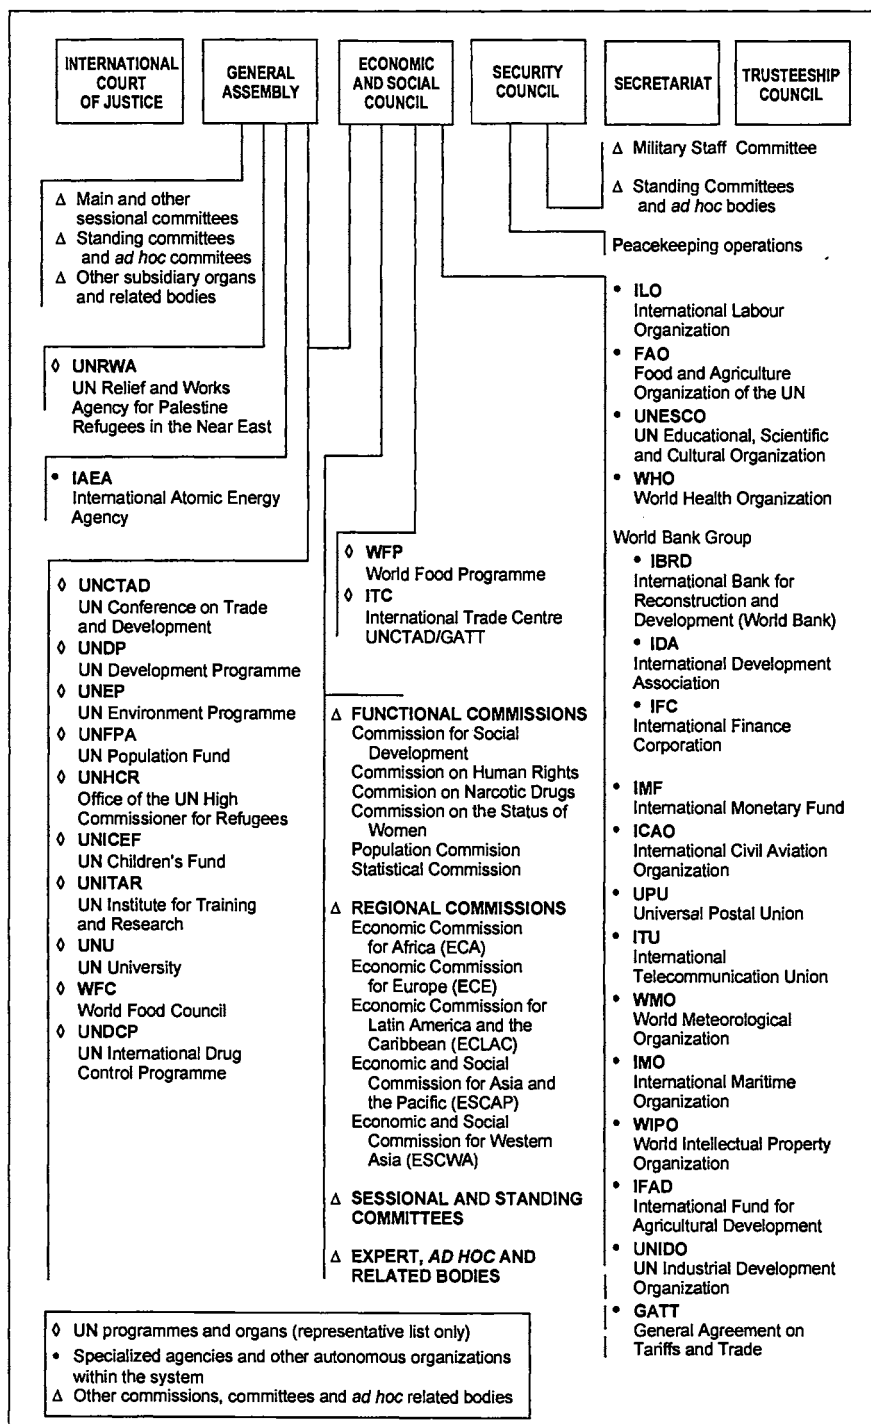 INTERNATIONAL
COURT
OF JUSTICE
GENERAL
ASSEMBLY
ECONOMIC
AND SOCIAL
COUNCIL
SECURITY
COUNCIL
SECRETARIAT
TRUSTEESHIP
COUNCIL
Δ Main and other
sessional committees
Δ Standing committees
and ad hoc commitees
Δ Other subsidiary organs
and related bodies
◊ UNRWA
UN Relief and Works
Agency for Palestine
Refugees in the Near East
• IAEA
International Atomic Energy
Agency
◊ UNCTAD
UN Conference on Trade
and Development
◊ UNDP
UN Development Programme
◊ UNEP
UN Environment Programme
◊ UNFPA
UN Population Fund
◊ UNHCR
Office of the UN High
Commissioner for Refugees
◊ UNICEF
UN Children's Fund
◊ UNITAR
UN Institute for Training
and Research
◊ UNU
UN University
◊ WFC
World Food Council
◊ UNDCP
UN International Drug
Control Programme
◊ WFP
World Food Programme
◊ ITC
International Trade Centre
UNCTAD/GATT
Δ FUNCTIONAL COMMISSIONS
Commission for Social
Development
Commission on Human Rights
Commision on Narcotic Drugs
Commission on the Status of
Women
Population Commision
Statistical Commission
Δ REGIONAL COMMISSIONS
Economic Commission
for Africa (ECA)
Economic Commission
for Europe (ECE)
Economic Commission for
Latin America and the
Caribbean (ECLAC)
Economic and Social
Commission for Asia and
the Pacific (ESCAP)
Economic and Social
Commission for Western
Asia (ESCWA)
Δ SESSIONAL AND STANDING
COMMITTEES
Δ EXPERT, AD HOC AND
RELATED BODIES
Δ Military Staff Committee
Δ Standing Committees
and ad hoc bodies
Peacekeeping operations
• ILO
International Labour
Organization
• FAO
Food and Agriculture
Organization of the UN
• UNESCO
UN Educational, Scientific
and Cultural Organization
• WHO
World Health Organization
World Bank Group
• IBRD
International Bank for
Reconstruction and
Development (World Bank)
• IDA
International Development
Association
• IFC
International Finance
Corporation
• IMF
International Monetary Fund
• ICAO
International Civil Aviation
Organization
• UPU
Universal Postal Union
• ITU
International
Telecommunication Union
• WMO
World Meteorological
Organization
• IMO
International Maritime
Organization
• WIPO
World Intellectual Property
Organization
• IFAD
International Fund for
Agricultural Development
• UNIDO
UN Industrial Development
Organization
• GATT
General Agreement on
Tariffs and Trade
◊ UN programmes and organs (representative list only)
• Specialized agencies and other autonomous organizations
within the system
Δ Other commissions, committees and ad hoc related bodies